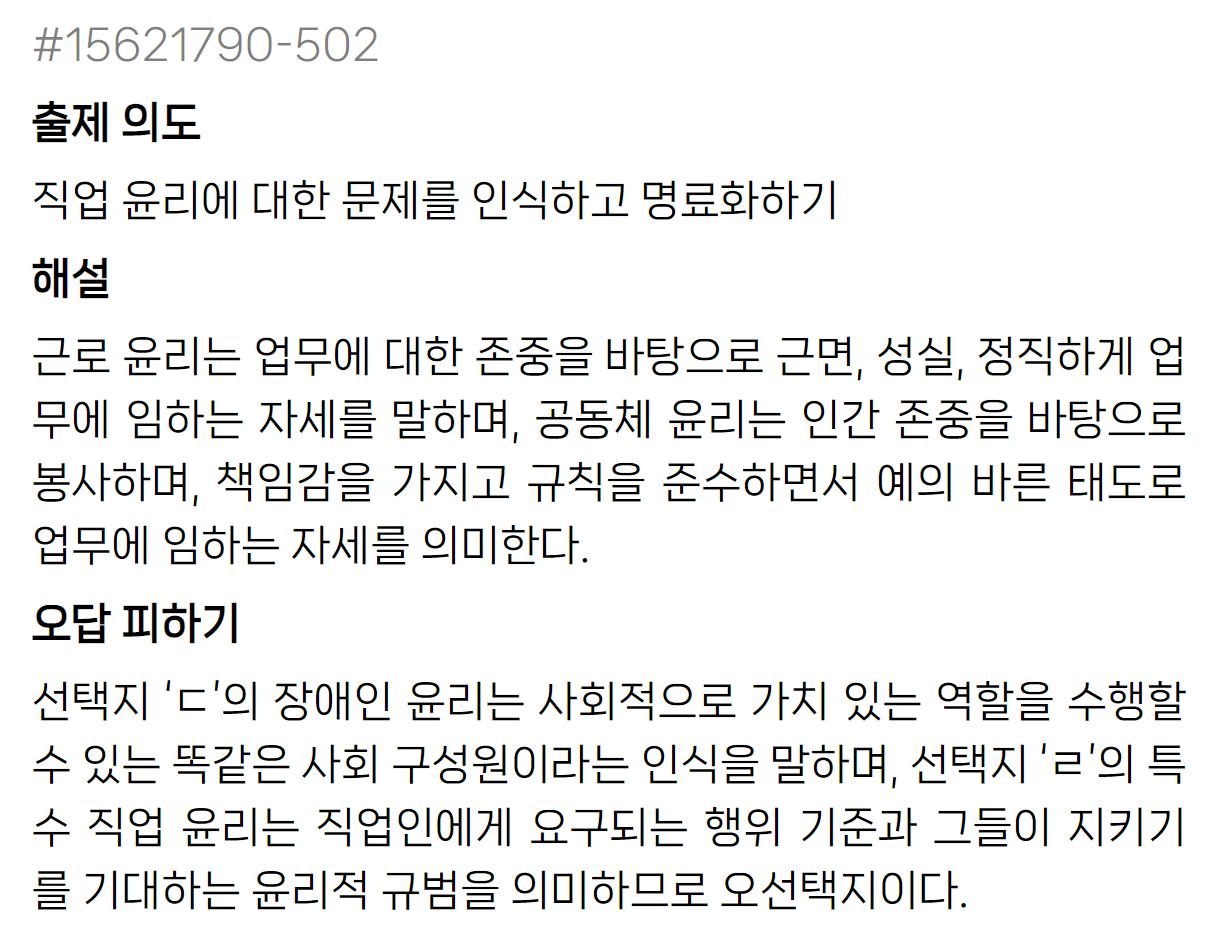 #15621790-502
출제 의도
직업 윤리에 대한 문제를 인식하고 명료화하기
해설
근로 윤리는 업무에 대한 존중을 바탕으로 근면, 성실, 정직하게 업
무에 임하는 자세를 말하며, 공동체 윤리는 인간 존중을 바탕으로
봉사하며, 책임감을 가지고 규칙을 준수하면서 예의 바른 태도로
업무에 임하는 자세를 의미한다.
오답 피하기
선택지 'ㄷ'의 장애인 윤리는 사회적으로 가치 있는 역할을 수행할
수 있는 똑같은 사회 구성원이라는 인식을 말하며, 선택지 'ㄹ'의 특
수 직업 윤리는 직업인에게 요구되는 행위 기준과 그들이 지키기
를 기대하는 윤리적 규범을 의미하므로 오선택지이다.